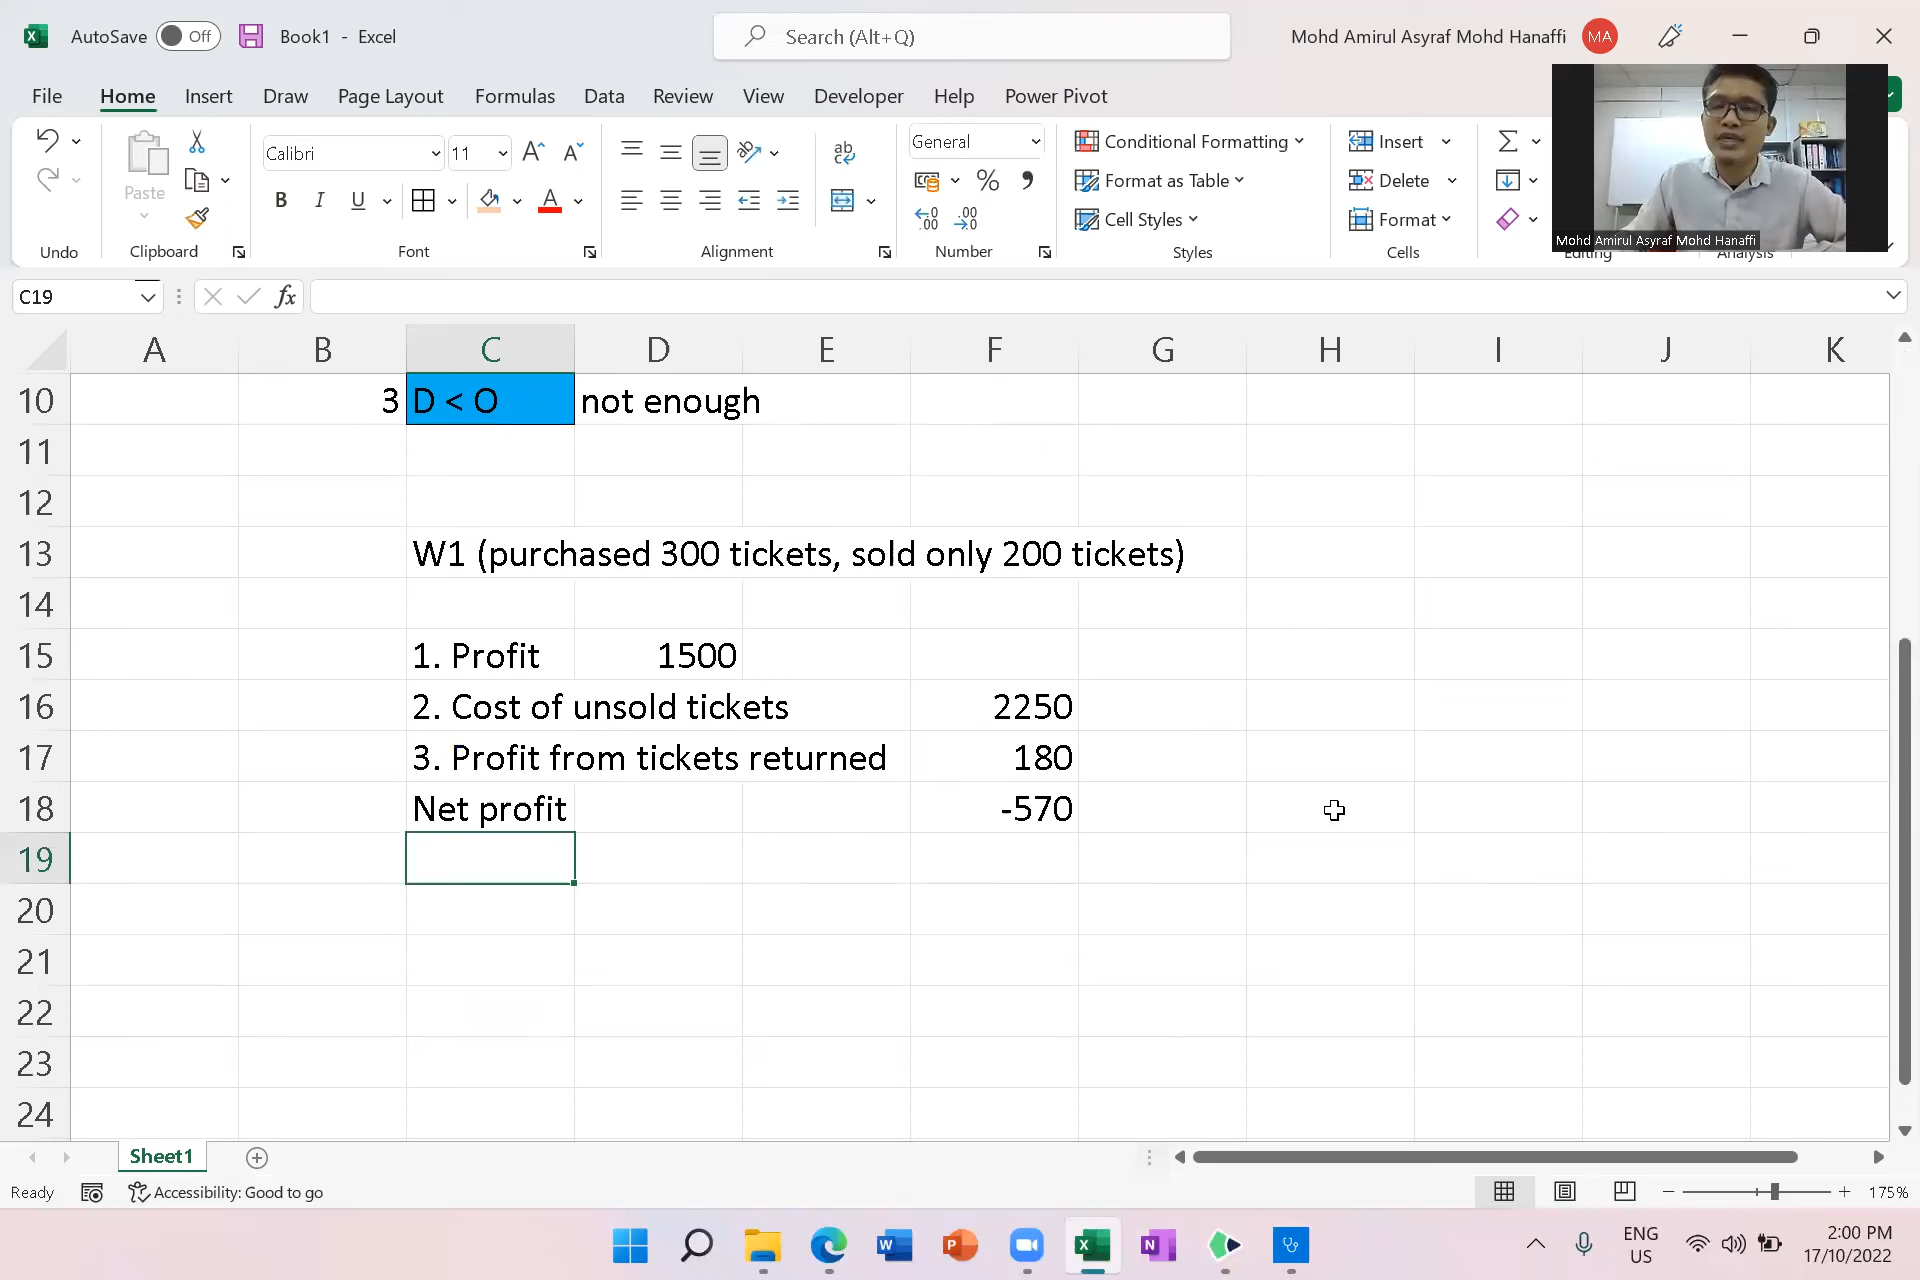 AutoSave Off Book1 - Excel Search (Alt+Q) Mohd Amirul Asyraf Mohd Hanaffi MA
File Home Insert Draw Page Layout Formulas Data Review View Developer Help Power Pivot
Paste
Calibri 11
B I U A
ab
General
% 9
Conditional Formatting
Format as Table
Cell Styles
Insert
Delete
Format
Mohd Amirul Asyraf Mohd Hanaffi
Undo Clipboard Font Alignment Number Styles Cells Editing Analysis
C19 fx
A B C D E F G H I J K
10 3 D < O not enough
11
12
13 W1 (purchased 300 tickets, sold only 200 tickets)
14
15 1. Profit 1500
16 2. Cost of unsold tickets 2250
17 3. Profit from tickets returned 180
18 Net profit -570
19
20
21
22
23
24
Sheet1
Ready Accessibility: Good to go 175%
ENG
US
2:00 PM
17/10/2022